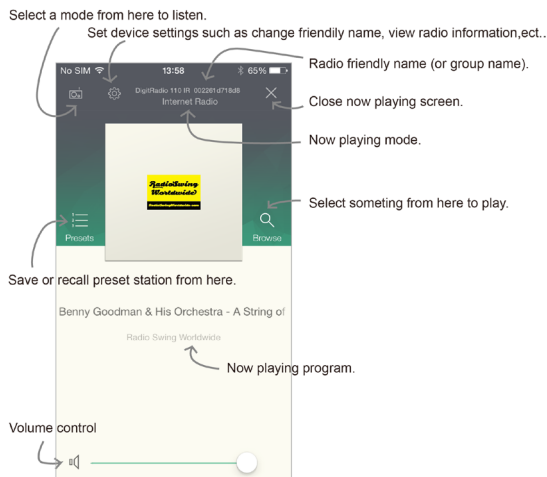 Select a mode from here to listen.
Set device settings such as change friendly name, view radio information,ect..
Radio friendly name (or group name).
No SIM 13:58 65%
DigitRadio 110 IR 002261d718d8
Internet Radio
Close now playing screen.
Now playing mode.
RadioSwing
Worldwide)
RadioSwingWorldwide.com
Select someting from here to play.
Presets Browse
Save or recall preset station from here.
Benny Goodman & His Orchestra - A String of
Radio Swing Worldwide
Now playing program.
Volume control